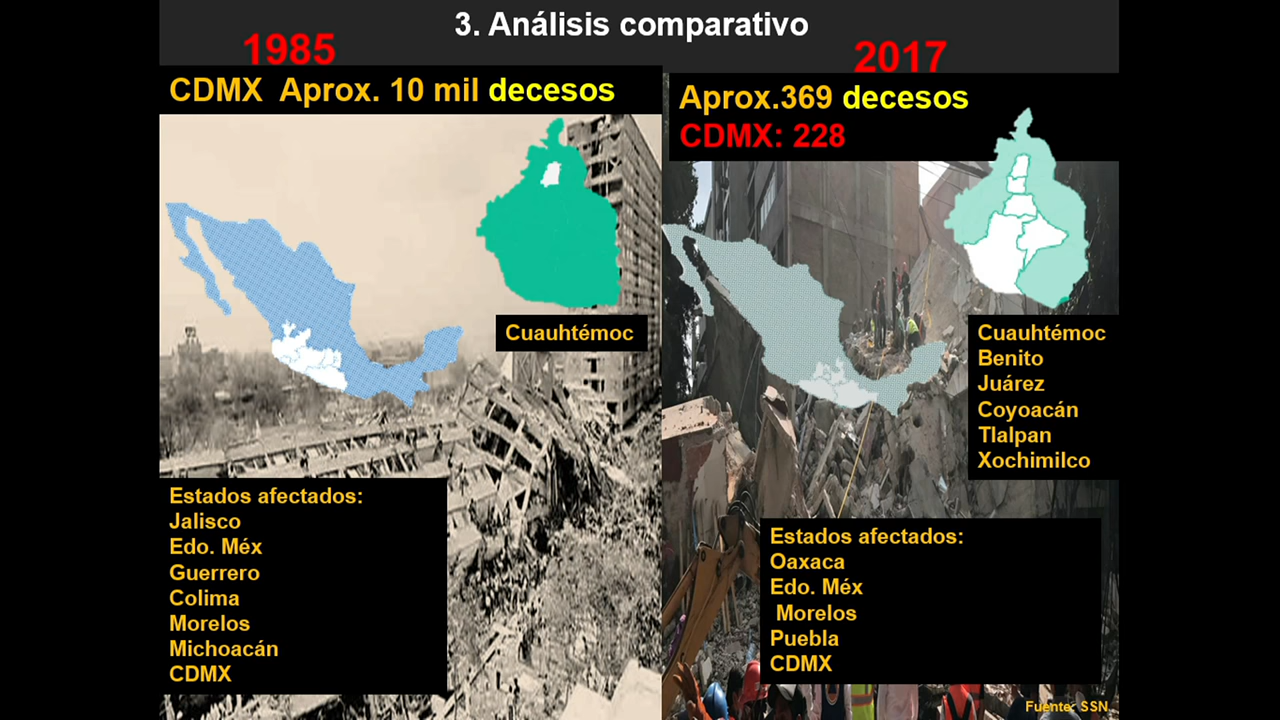 3. Análisis comparativo
1985
CDMX  Aprox. 10 mil decesos
Cuauhtémoc
Estados afectados:
Jalisco
Edo. Méx
Guerrero
Colima
Morelos
Michoacán
CDMX
2017
Aprox.369 decesos
CDMX: 228
Cuauhtémoc
Benito
Juárez
Coyoacán
Tlalpan
Xochimilco
Estados afectados:
Oaxaca
Edo. Méx
Morelos
Puebla
CDMX
Fuente: SSN.